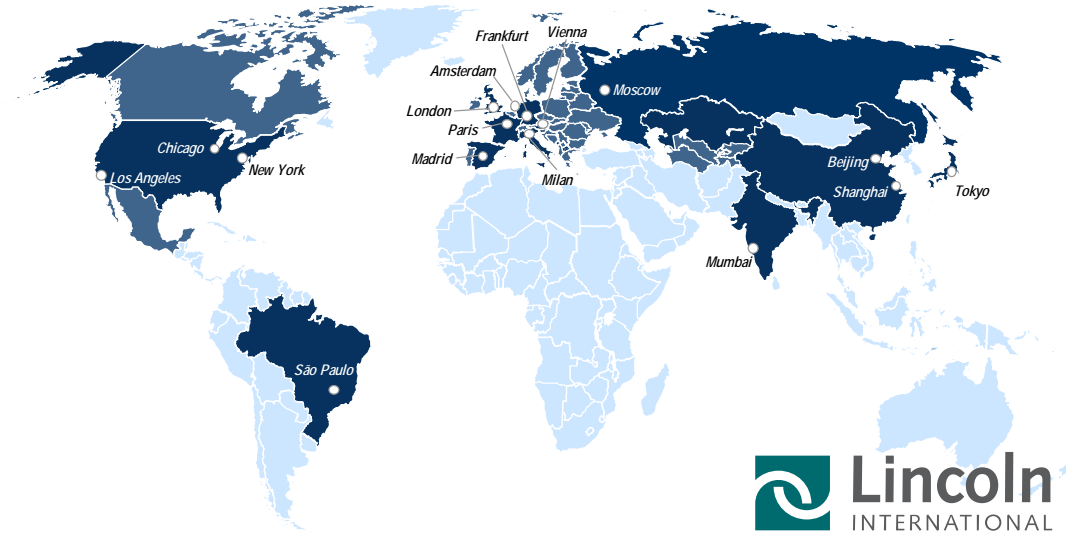 Frankfurt
Vienna
Amsterdam
Moscow
London
Paris
Chicago
Madrid
New York
Beijing
Los Angeles
Milan
Shanghai
Tokyo
Mumbai
São Paulo
Lincoln
INTERNATIONAL